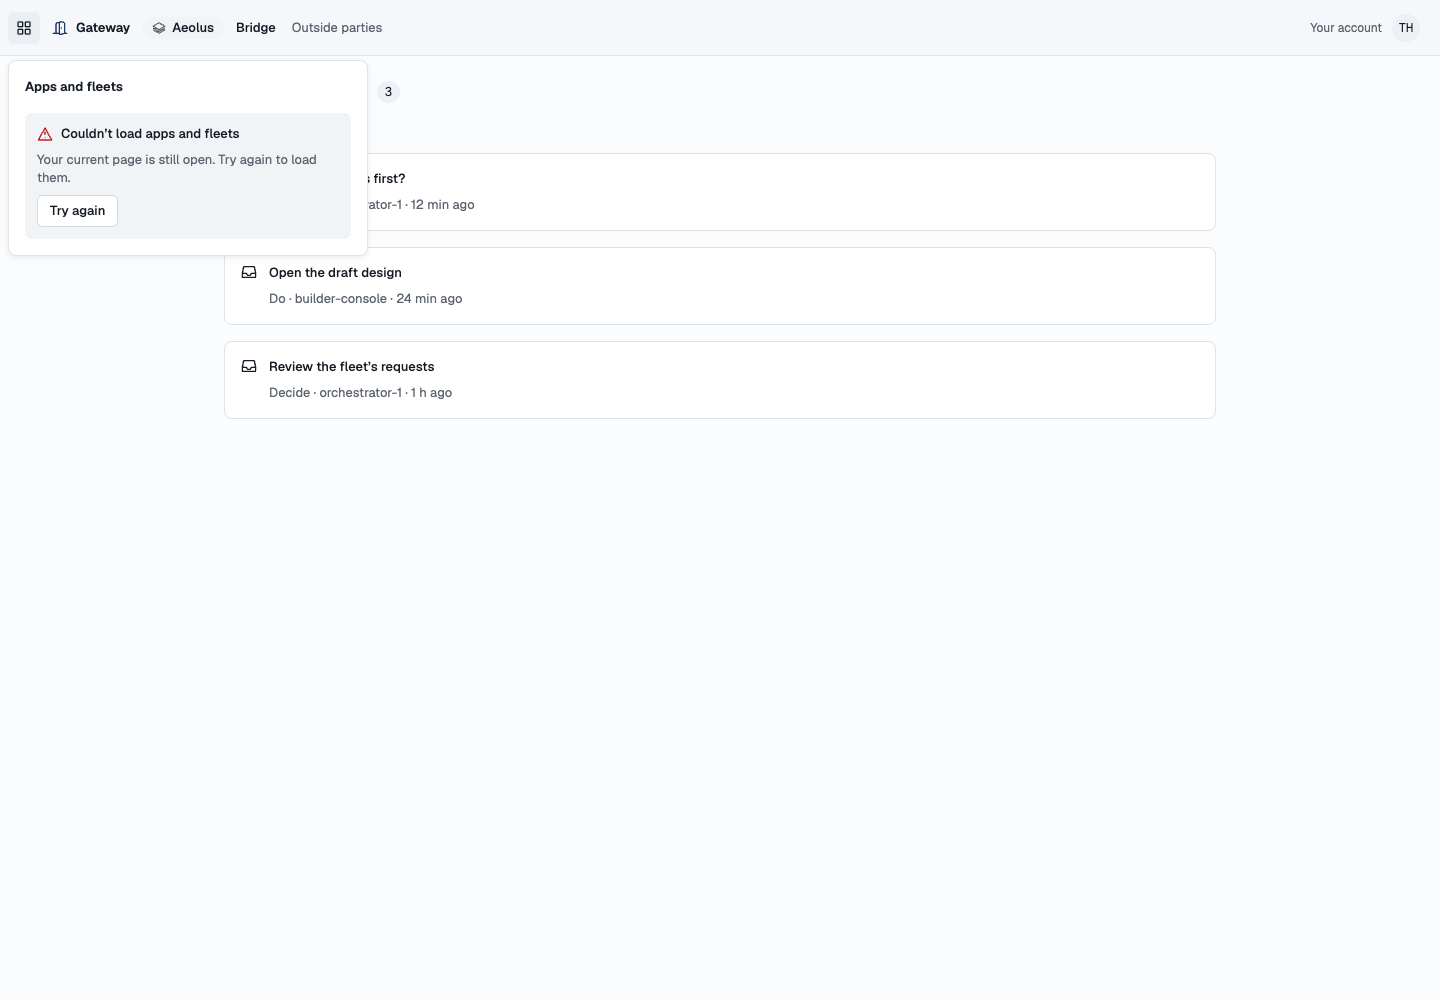 Gateway
Aeolus
Bridge
Outside parties
Your account
TH
Apps and fleets
3
Couldn't load apps and fleets
Your current page is still open. Try again to load
them.
Try again
first?
12 min ago
Open the draft design
Do · builder-console · 24 min ago
Review the fleet's requests
Decide · orchestrator-1 · 1 h ago